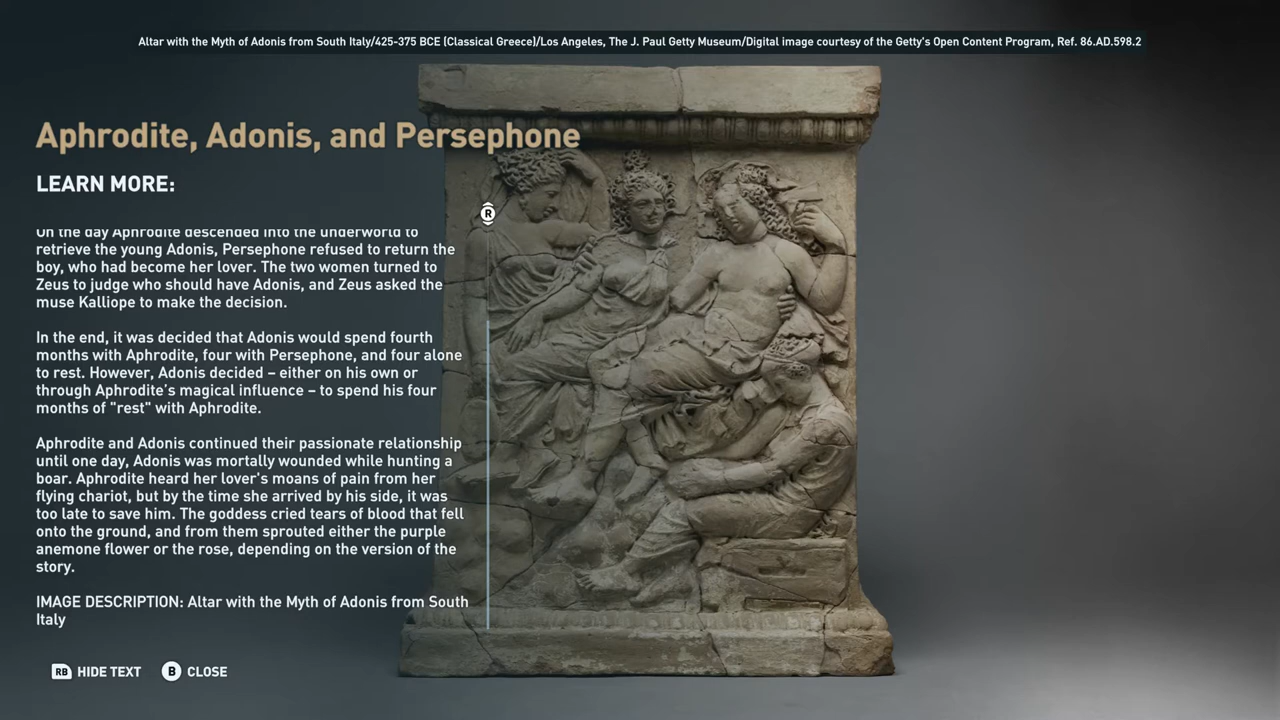 Altar with the Myth of Adonis from South Italy/425-375 BCE (Classical Greece)/Los Angeles, The J. Paul Getty Museum/Digital image courtesy of the Getty's Open Content Program, Ref. 86.AD.598.2
Aphrodite, Adonis, and Persephone
LEARN MORE:
On the day Aphrodite descended into the underworld to
retrieve the young Adonis, Persephone refused to return the
boy, who had become her lover. The two women turned to
Zeus to judge who should have Adonis, and Zeus asked the
muse Kalliope to make the decision.
In the end, it was decided that Adonis would spend fourth
months with Aphrodite, four with Persephone, and four alone
to rest. However, Adonis decided – either on his own or
through Aphrodite's magical influence – to spend his four
months of "rest" with Aphrodite.
Aphrodite and Adonis continued their passionate relationship
until one day, Adonis was mortally wounded while hunting a
boar. Aphrodite heard her lover's moans of pain from her
flying chariot, but by the time she arrived by his side, it was
too late to save him. The goddess cried tears of blood that fell
onto the ground, and from them sprouted either the purple
anemone flower or the rose, depending on the version of the
story.
IMAGE DESCRIPTION: Altar with the Myth of Adonis from South
Italy
R
RB HIDE TEXT B CLOSE